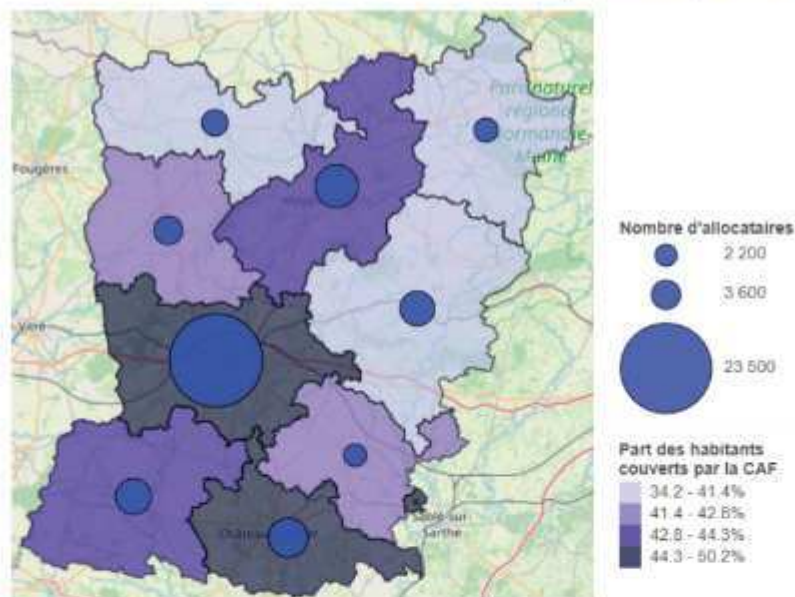 Parc naturel
régional
Normandie-
Maine
Fougères
Vitré
Sablé-sur
Sarthe
Nombre d'allocataires
2 200
3 600
23 500
Part des habitants
couverts par la CAF
34.2 - 41.4%
41.4 - 42.8%
42.8 - 44.3%
44.3 - 50.2%